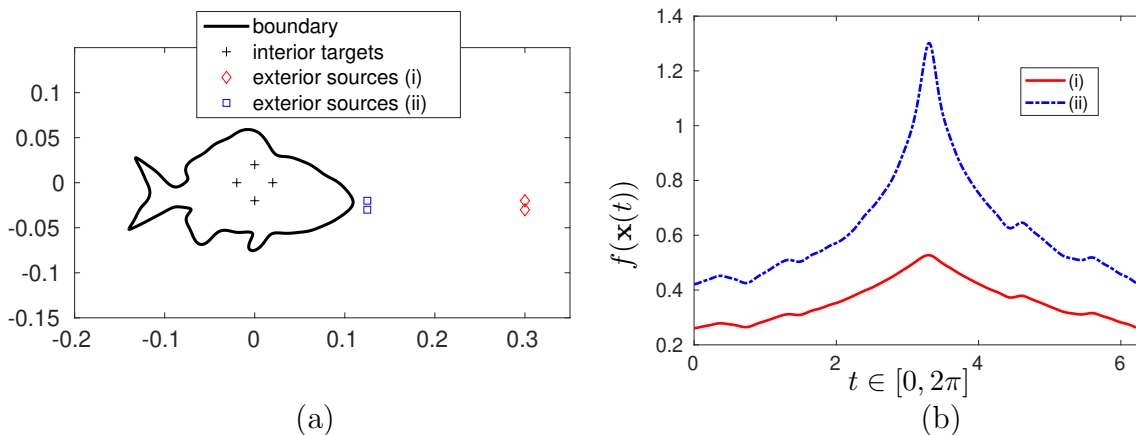 boundary
interior targets
exterior sources (i)
exterior sources (ii)
0.1
0.05
0
-0.05
-0.1
-0.15
-0.2 -0.1 0 0.1 0.2 0.3
(a)
1.4
1.2
1
0.8
0.6
0.4
0.2
f(x(t))
(i)
(ii)
0 2 4 6
t ∈ [0, 2π]
(b)